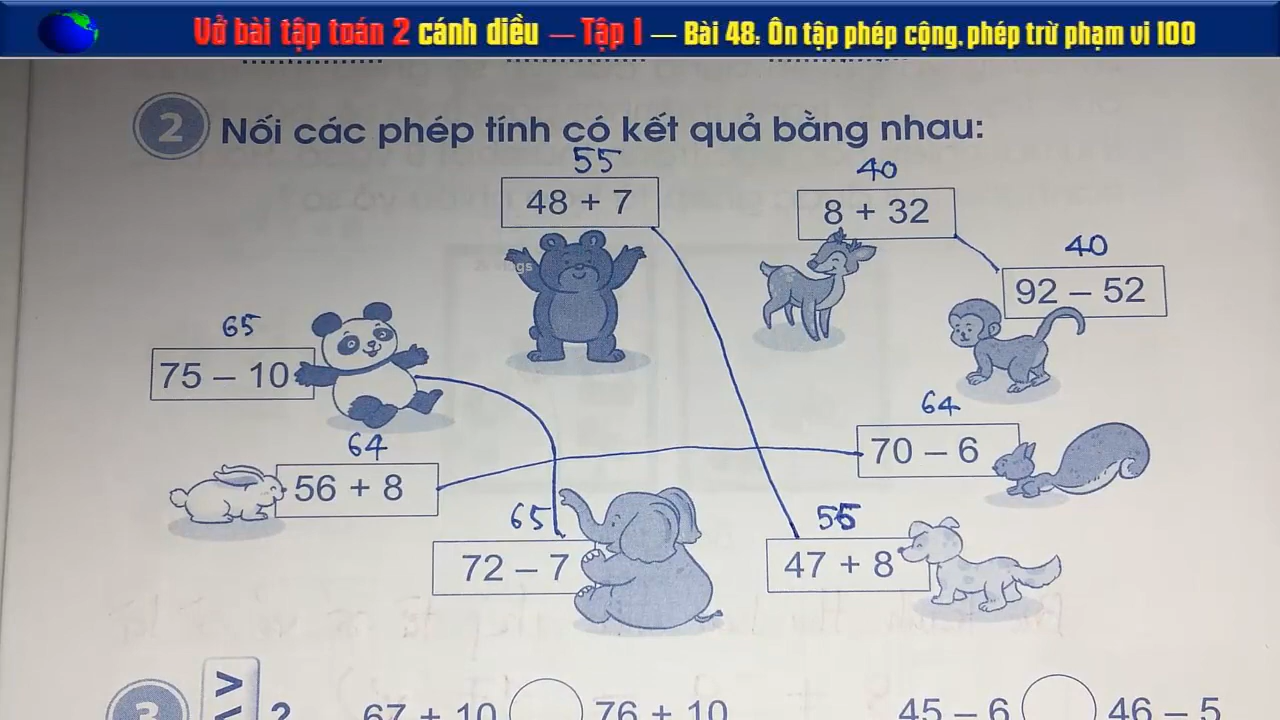 Vở bài tập toán 2 cánh diều – Tập 1 – Bài 48: Ôn tập phép cộng, phép trừ phạm vi 100
2 Nối các phép tính có kết quả bằng nhau:
55
48 + 7
40
8 + 32
40
92 – 52
65
75 – 10
64
56 + 8
64
70 – 6
65
72 – 7
55
47 + 8
3 > < ? 67 + 10 76 + 10 45 – 6 46 – 5